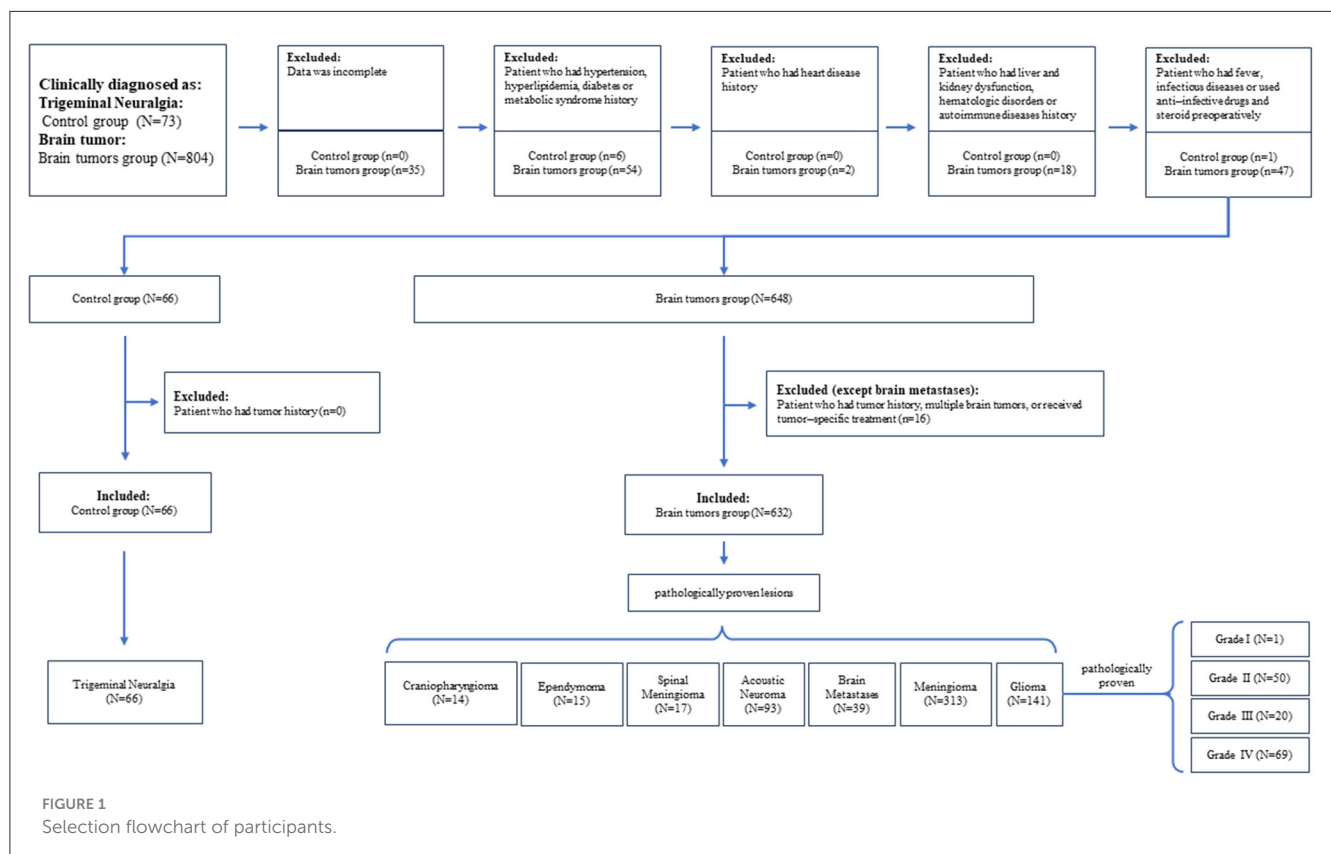 Clinically diagnosed as:
Trigeminal Neuralgia:
Control group (N=73)
Brain tumor:
Brain tumors group (N=804)
Excluded:
Data was incomplete
Control group (n=0)
Brain tumors group (n=35)
Excluded:
Patient who had hypertension,
hyperlipidemia, diabetes or
metabolic syndrome history
Control group (n=6)
Brain tumors group (n=54)
Excluded:
Patient who had heart disease
history
Control group (n=0)
Brain tumors group (n=2)
Excluded:
Patient who had liver and
kidney dysfunction,
hematologic disorders or
autoimmune diseases history
Control group (n=0)
Brain tumors group (n=18)
Excluded:
Patient who had fever,
infectious diseases or used
anti–infective drugs and
steroid preoperatively
Control group (n=1)
Brain tumors group (n=47)
Control group (N=66)
Brain tumors group (N=648)
Excluded:
Patient who had tumor history (n=0)
Excluded (except brain metastases):
Patient who had tumor history, multiple brain tumors, or received
tumor–specific treatment (n=16)
Included:
Control group (N=66)
Included:
Brain tumors group (N=632)
pathologically proven lesions
Trigeminal Neuralgia
(N=66)
Craniopharyngioma
(N=14)
Ependymoma
(N=15)
Spinal
Meningioma
(N=17)
Acoustic
Neuroma
(N=93)
Brain
Metastases
(N=39)
Meningioma
(N=313)
Glioma
(N=141)
pathologically
proven
Grade I (N=1)
Grade II (N=50)
Grade III (N=20)
Grade IV (N=69)
FIGURE 1
Selection flowchart of participants.